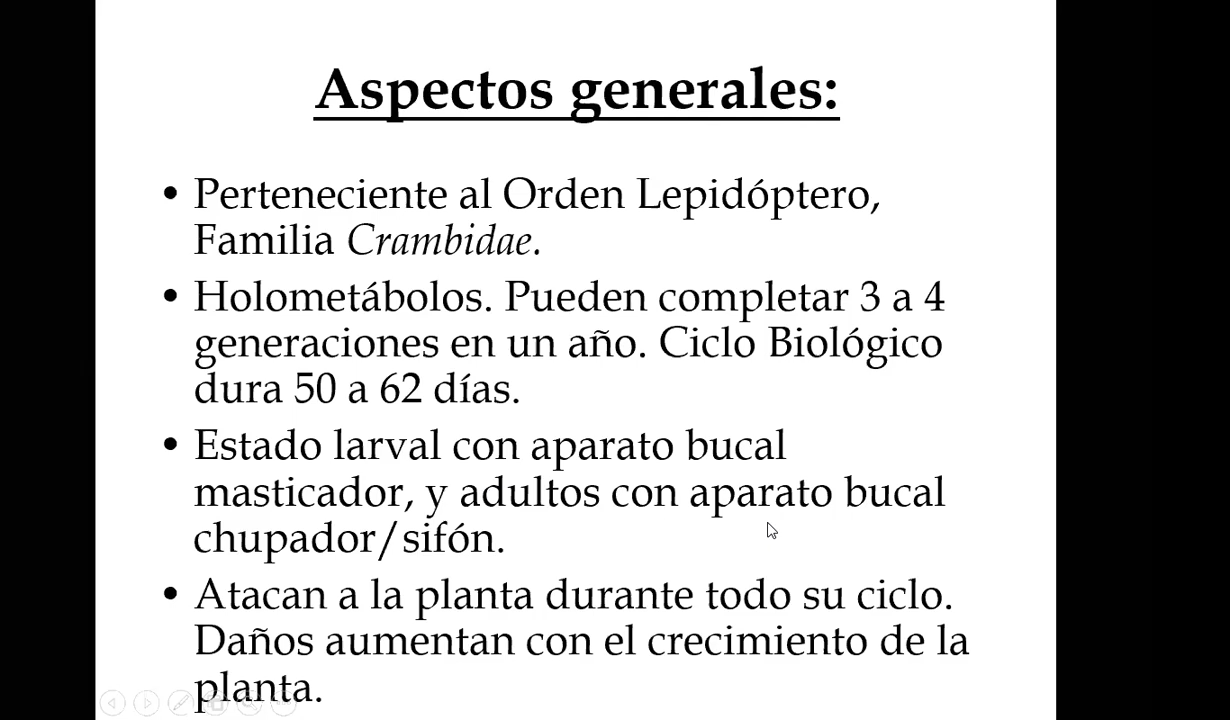 Aspectos generales:
• Perteneciente al Orden Lepidóptero,
Familia Crambidae.
• Holometábolos. Pueden completar 3 a 4
generaciones en un año. Ciclo Biológico
dura 50 a 62 días.
• Estado larval con aparato bucal
masticador, y adultos con aparato bucal
chupador/sifón.
• Atacan a la planta durante todo su ciclo.
Daños aumentan con el crecimiento de la
planta.